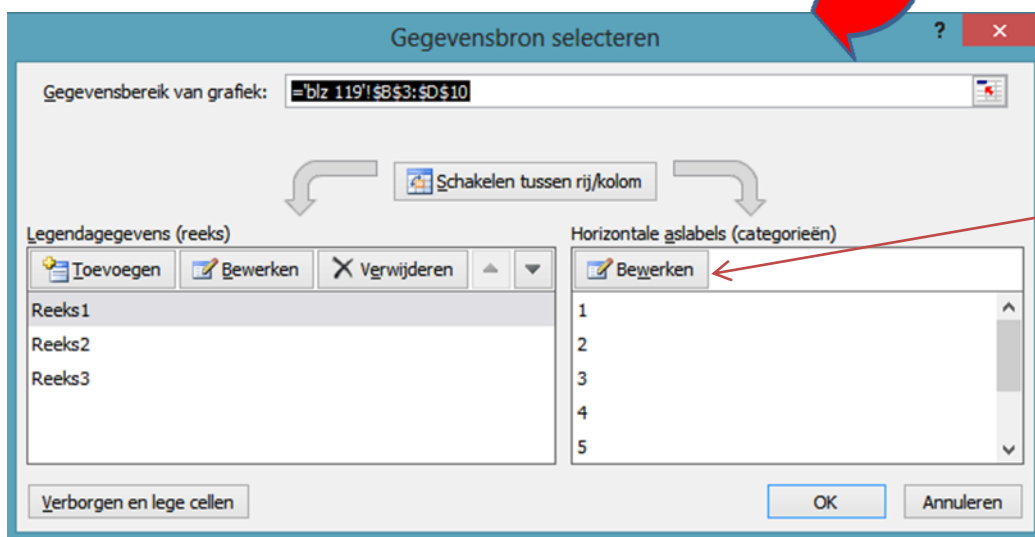 Gegevensbron selecteren
?
Gegevensbereik van grafiek: ='blz 119'!$B$3:$D$10
Schakelen tussen rij/kolom
Legendagegevens (reeks)
Toevoegen Bewerken Verwijderen
Reeks1
Reeks2
Reeks3
Horizontale aslabels (categorieën)
Bewerken
1
2
3
4
5
Verborgen en lege cellen
OK Annuleren